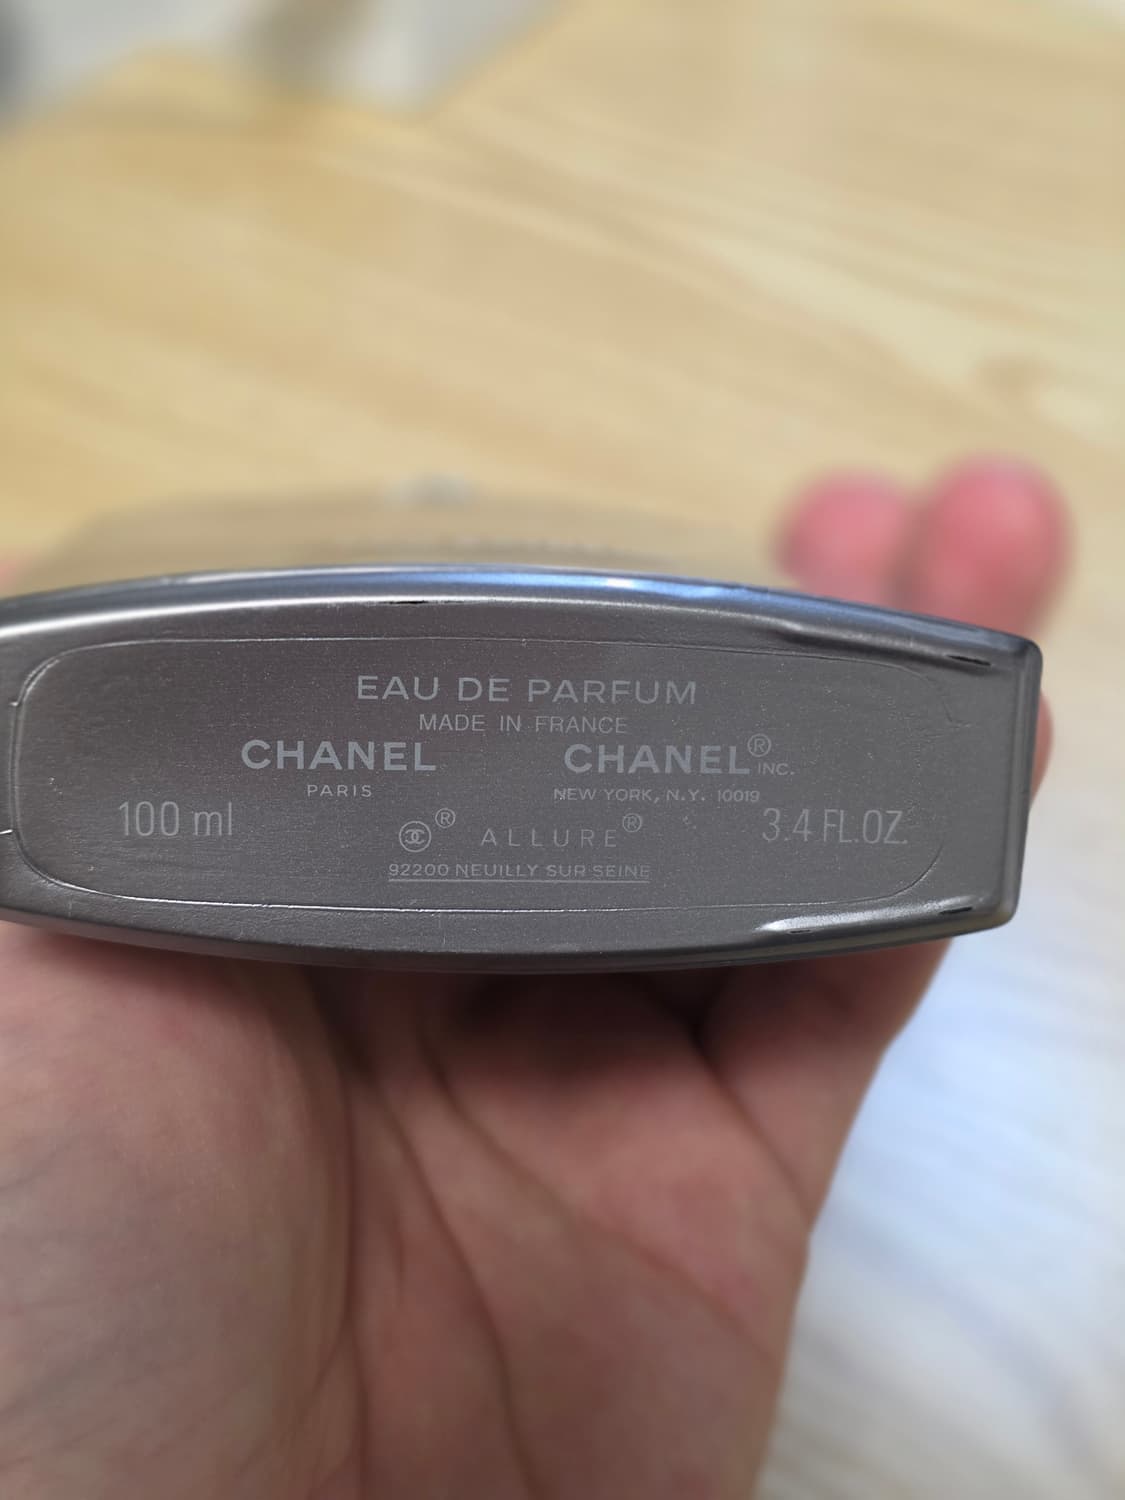 EAU DE PARFUM
MADE IN FRANCE
CHANEL CHANEL® INC.
PARIS NEW YORK, N.Y. 10019
100 ml ® ALLURE® 3.4 FL.OZ.
92200 NEUILLY SUR SEINE